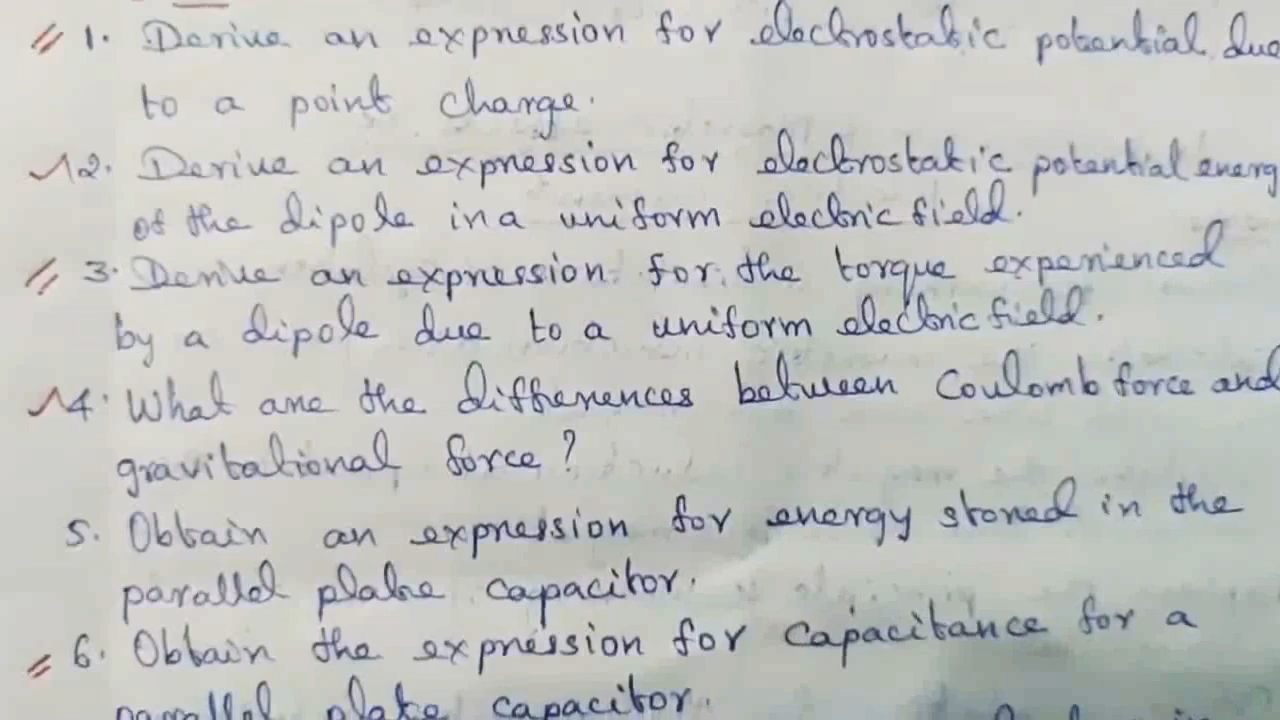 1. Derive an expression for electrostatic potential due
to a point charge.
2. Derive an expression for electrostatic potential energ
of the dipole in a uniform electric field.
3. Derive an expression for the torque experienced
by a dipole due to a uniform electric field.
4. What are the differences between Coulomb force and
gravitational force?
5. Obtain an expression for energy stored in the
parallel plate capacitor.
6. Obtain the expression for capacitance for a
parallel plate capacitor.